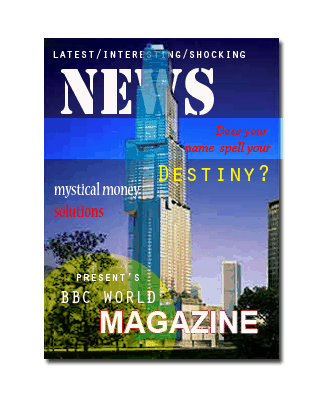 LATEST/INTERESTING/SHOCKING
NEWS
Does your
name spell your
DESTINY?
mystical money
solutions
PRESENT'S
BBC WORLD
MAGAZINE